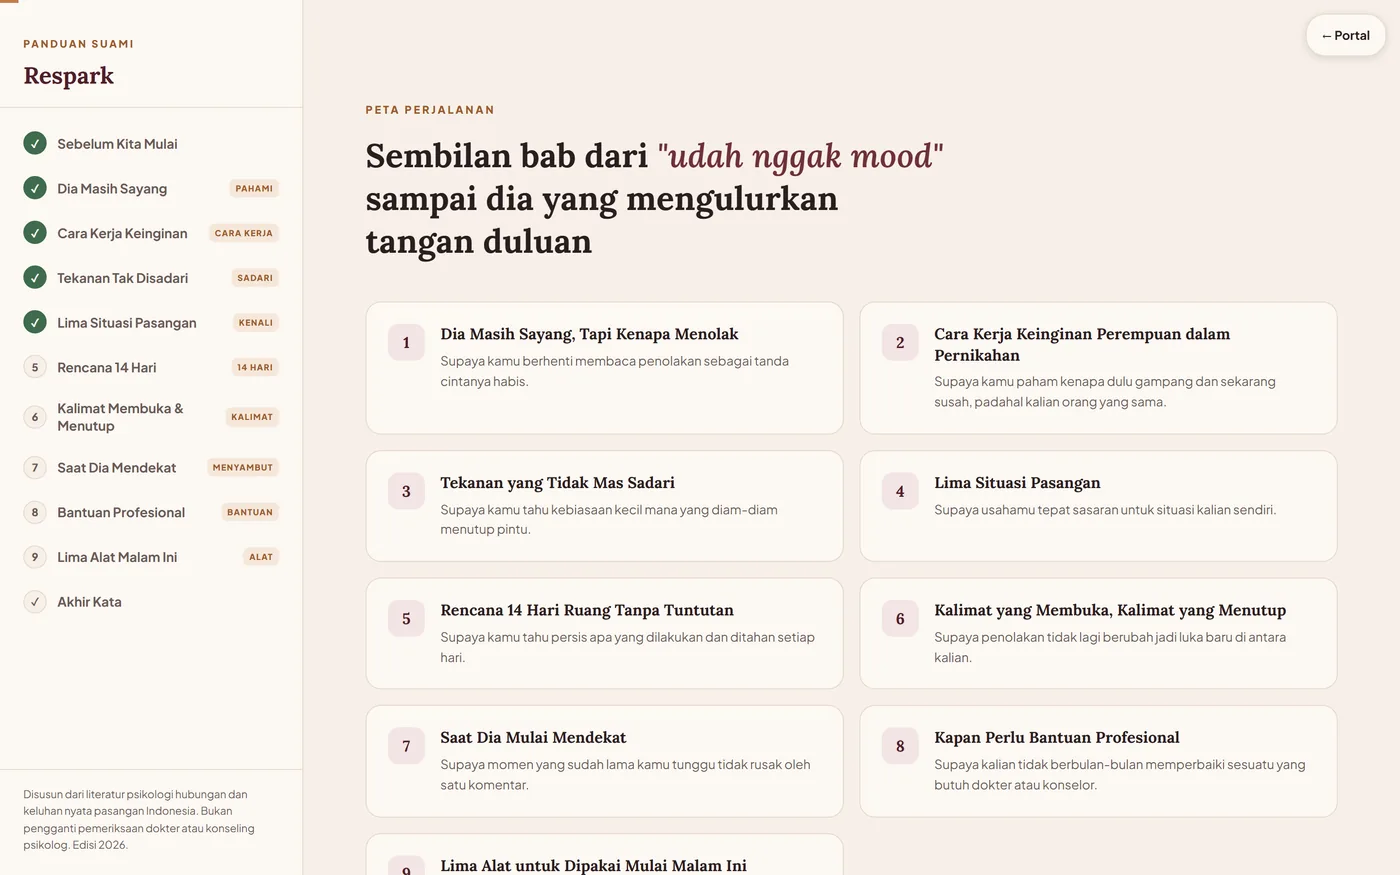 PANDUAN SUAMI
Respark
✓ Sebelum Kita Mulai
✓ Dia Masih Sayang PAHAMI
✓ Cara Kerja Keinginan CARA KERJA
✓ Tekanan Tak Disadari SADARI
✓ Lima Situasi Pasangan KENALI
5 Rencana 14 Hari 14 HARI
6 Kalimat Membuka &
Menutup KALIMAT
7 Saat Dia Mendekat MENYAMBUT
8 Bantuan Profesional BANTUAN
9 Lima Alat Malam Ini ALAT
✓ Akhir Kata
Disusun dari literatur psikologi hubungan dan
keluhan nyata pasangan Indonesia. Bukan
pengganti pemeriksaan dokter atau konseling
psikolog. Edisi 2026.
← Portal
PETA PERJALANAN
Sembilan bab dari "udah nggak mood"
sampai dia yang mengulurkan
tangan duluan
1
Dia Masih Sayang, Tapi Kenapa Menolak
Supaya kamu berhenti membaca penolakan sebagai tanda
cintanya habis.
2
Cara Kerja Keinginan Perempuan dalam
Pernikahan
Supaya kamu paham kenapa dulu gampang dan sekarang
susah, padahal kalian orang yang sama.
3
Tekanan yang Tidak Mas Sadari
Supaya kamu tahu kebiasaan kecil mana yang diam-diam
menutup pintu.
4
Lima Situasi Pasangan
Supaya usahamu tepat sasaran untuk situasi kalian sendiri.
5
Rencana 14 Hari Ruang Tanpa Tuntutan
Supaya kamu tahu persis apa yang dilakukan dan ditahan setiap
hari.
6
Kalimat yang Membuka, Kalimat yang Menutup
Supaya penolakan tidak lagi berubah jadi luka baru di antara
kalian.
7
Saat Dia Mulai Mendekat
Supaya momen yang sudah lama kamu tunggu tidak rusak oleh
satu komentar.
8
Kapan Perlu Bantuan Profesional
Supaya kalian tidak berbulan-bulan memperbaiki sesuatu yang
butuh dokter atau konselor.
9
Lima Alat untuk Dipakai Mulai Malam Ini